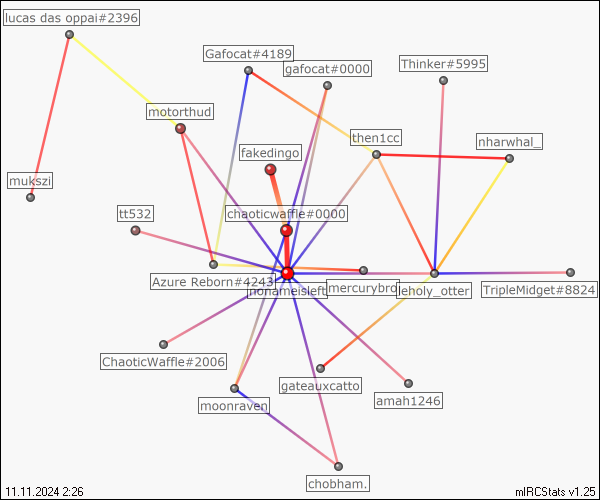 lucas das oppai#2396
Gafocat#4189
gafocat#0000
Thinker#5995
motorthud
then1cc
nharwhal_
fakedingo
mukszi
tt532
chaoticwaffle#0000
Azure Reborn#4243
nonameisleft
mercurybrd
leholy_otter
TripleMidget#8824
ChaoticWaffle#2006
gateauxcatto
moonraven
amah1246
chobham.
11.11.2024 2:26
mIRCStats v1.25